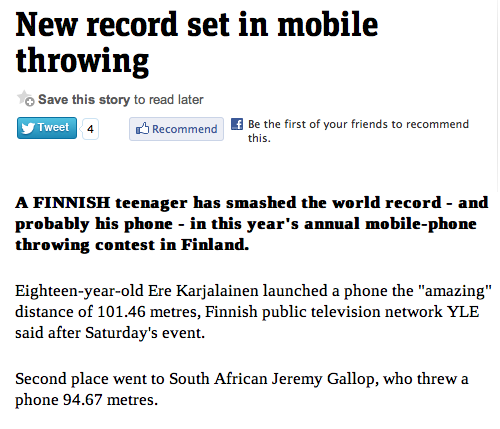 New record set in mobile
throwing
Save this story to read later
Tweet 4 Recommend Be the first of your friends to recommend
this.
A FINNISH teenager has smashed the world record - and
probably his phone - in this year's annual mobile-phone
throwing contest in Finland.
Eighteen-year-old Ere Karjalainen launched a phone the "amazing"
distance of 101.46 metres, Finnish public television network YLE
said after Saturday's event.
Second place went to South African Jeremy Gallop, who threw a
phone 94.67 metres.